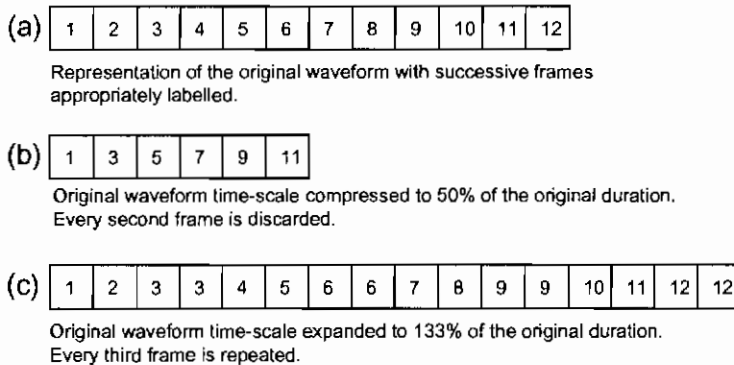 (a) 1 2 3 4 5 6 7 8 9 10 11 12
Representation of the original waveform with successive frames
appropriately labelled.
(b) 1 3 5 7 9 11
Original waveform time-scale compressed to 50% of the original duration.
Every second frame is discarded.
(c) 1 2 3 3 4 5 6 6 7 8 9 9 10 11 12 12
Original waveform time-scale expanded to 133% of the original duration.
Every third frame is repeated.